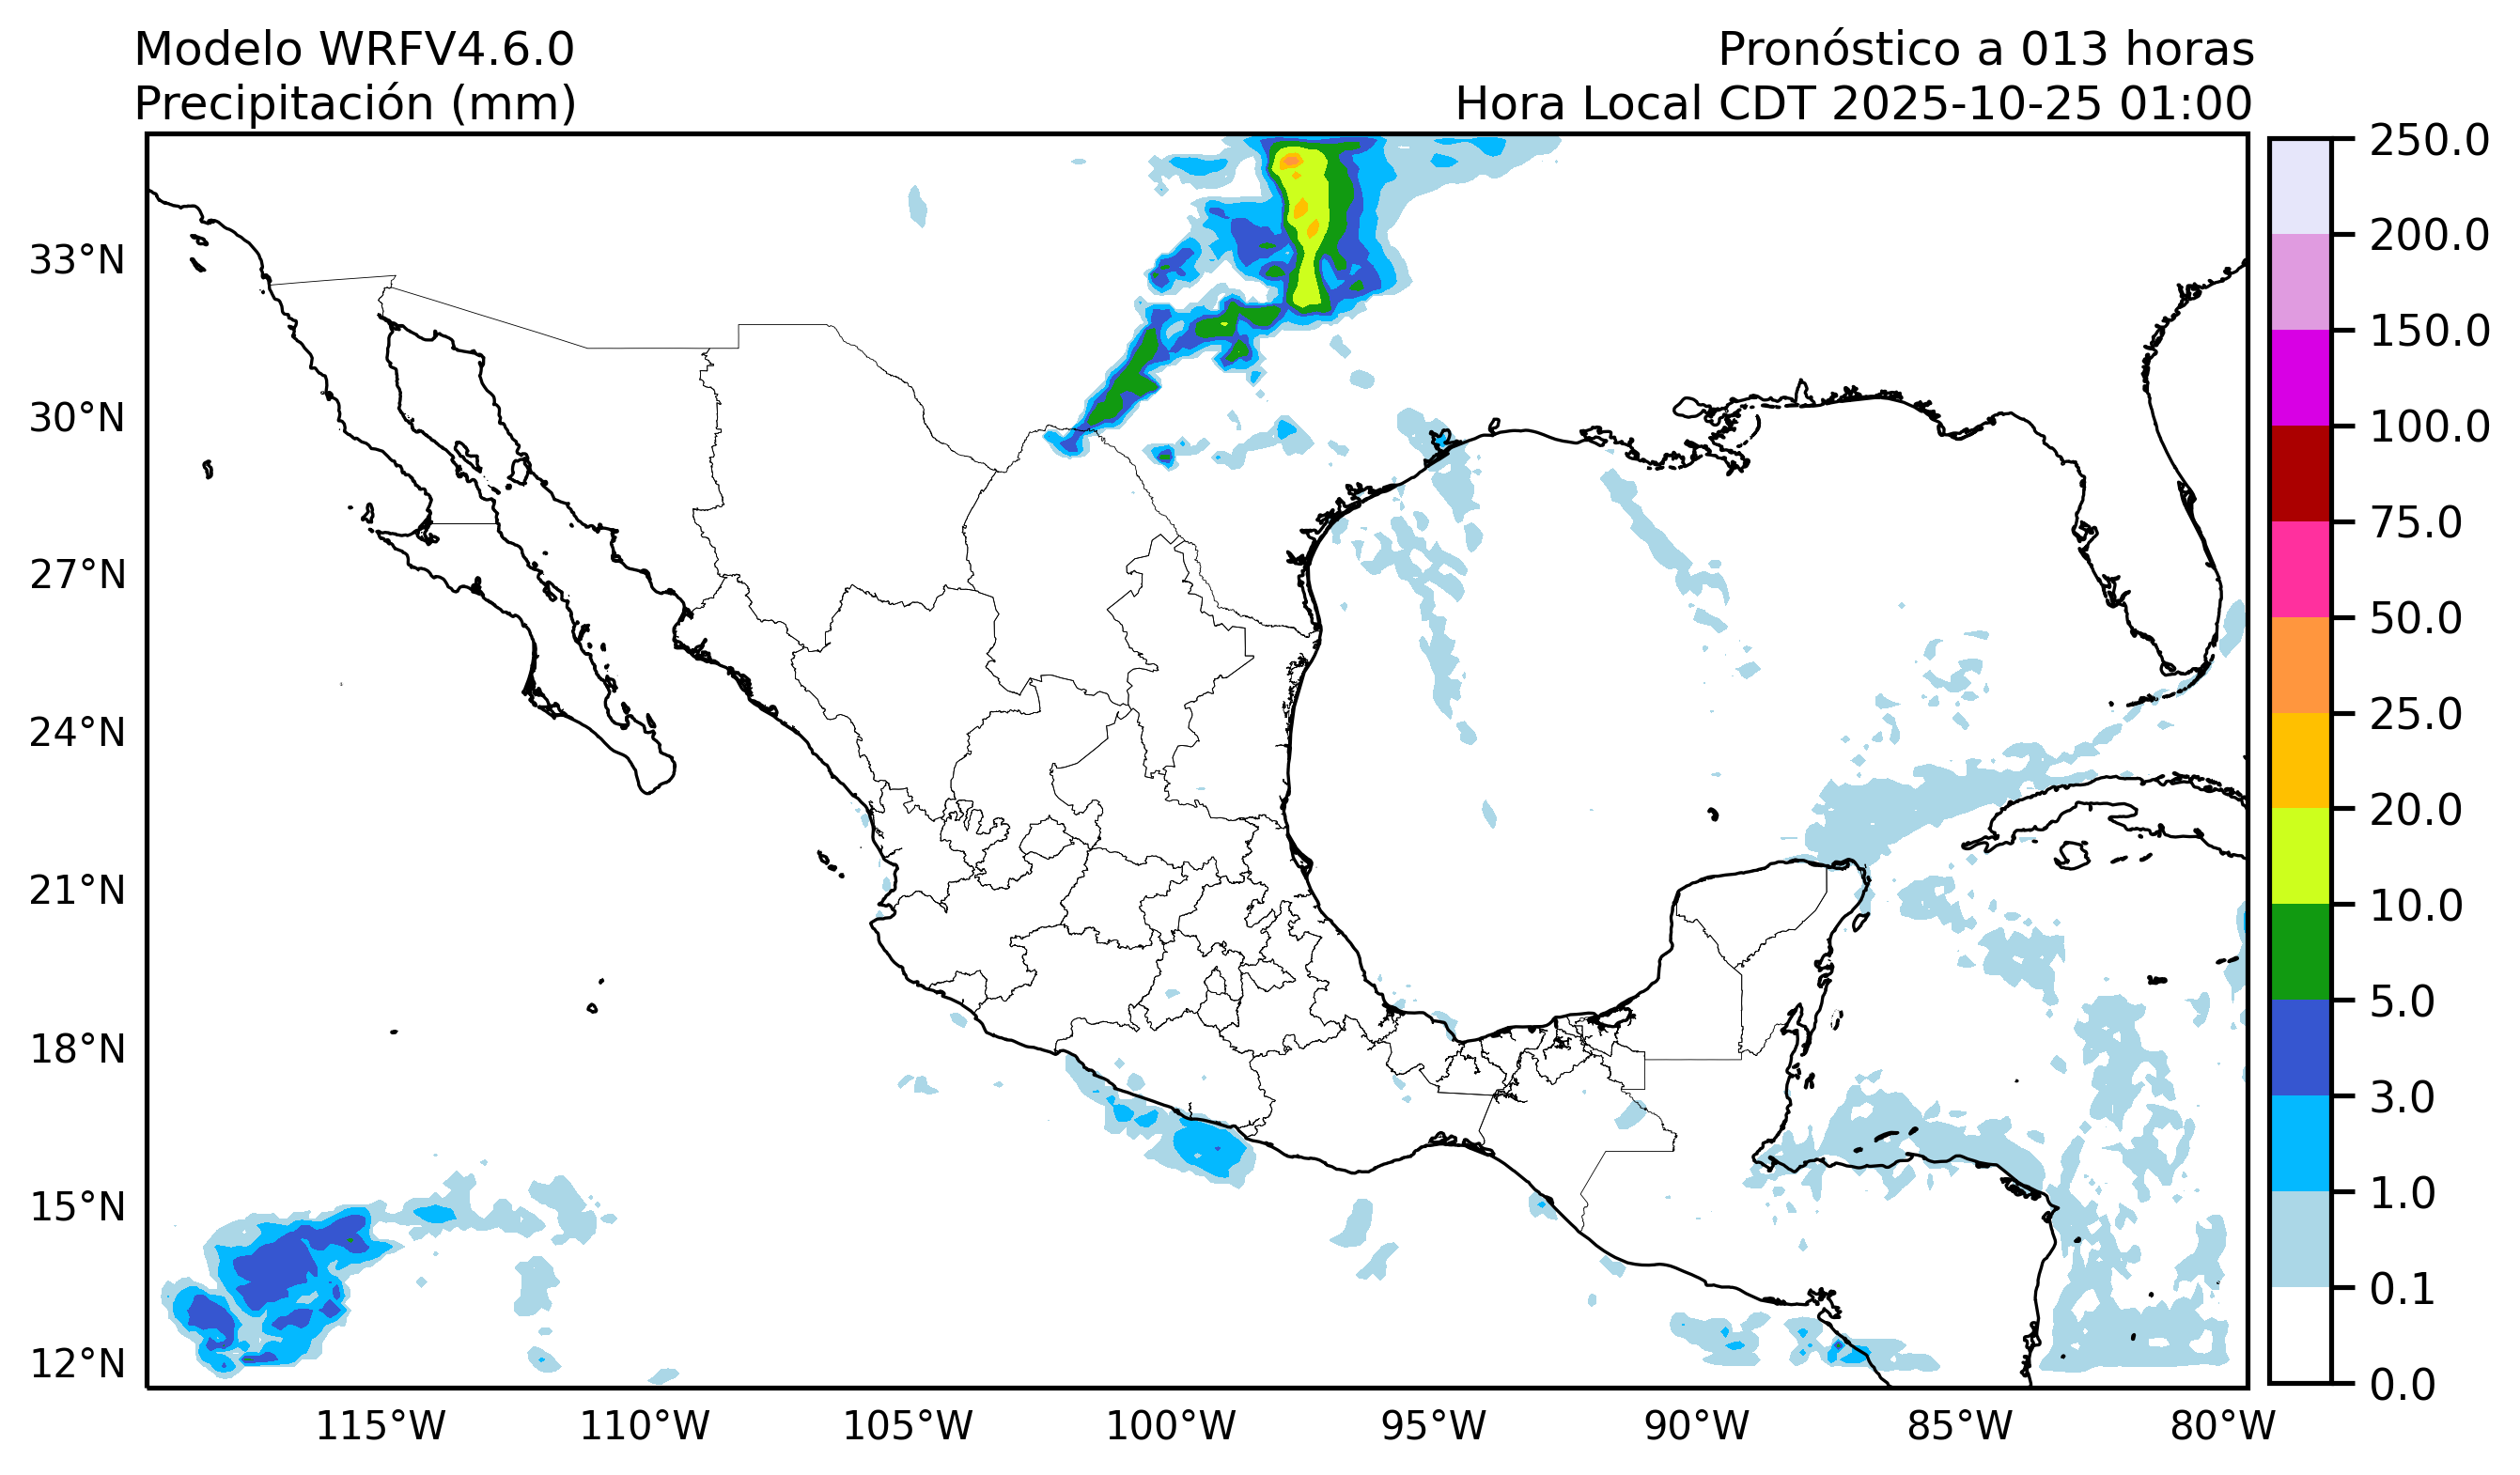 Modelo WRFV4.6.0
Precipitación (mm)
Pronóstico a 013 horas
Hora Local CDT 2025-10-25 01:00
33°N
30°N
27°N
24°N
21°N
18°N
15°N
12°N
115°W
110°W
105°W
100°W
95°W
90°W
85°W
80°W
250.0
200.0
150.0
100.0
75.0
50.0
25.0
20.0
10.0
5.0
3.0
1.0
0.1
0.0